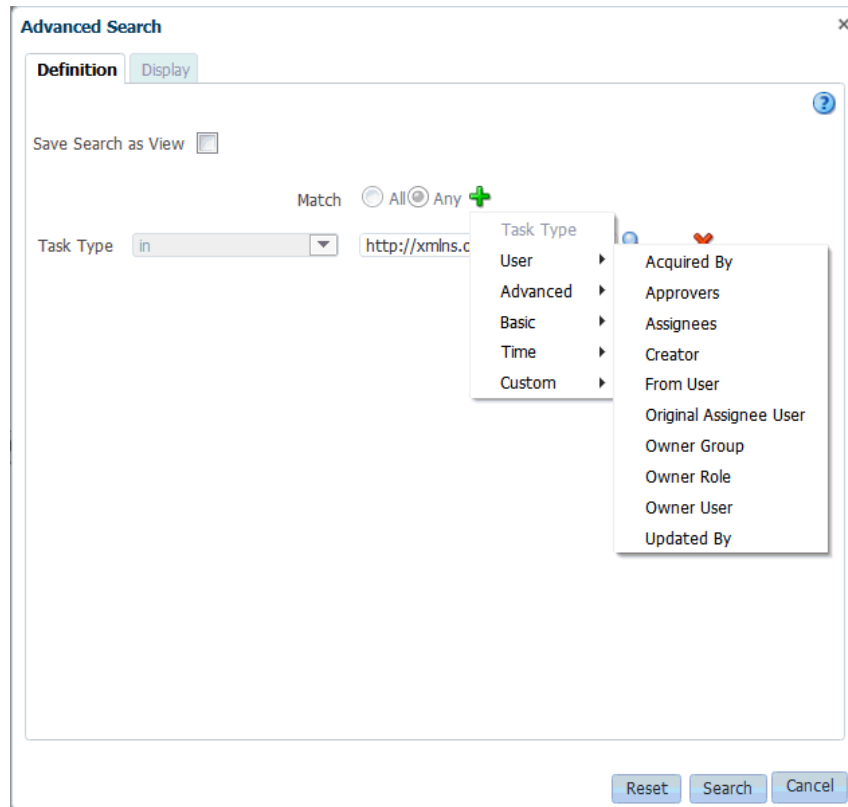 Advanced Search
Definition Display
Save Search as View
Match All Any
Task Type in http://xmlns.
Task Type
User
Advanced
Basic
Time
Custom
Acquired By
Approvers
Assignees
Creator
From User
Original Assignee User
Owner Group
Owner Role
Owner User
Updated By
Reset Search Cancel